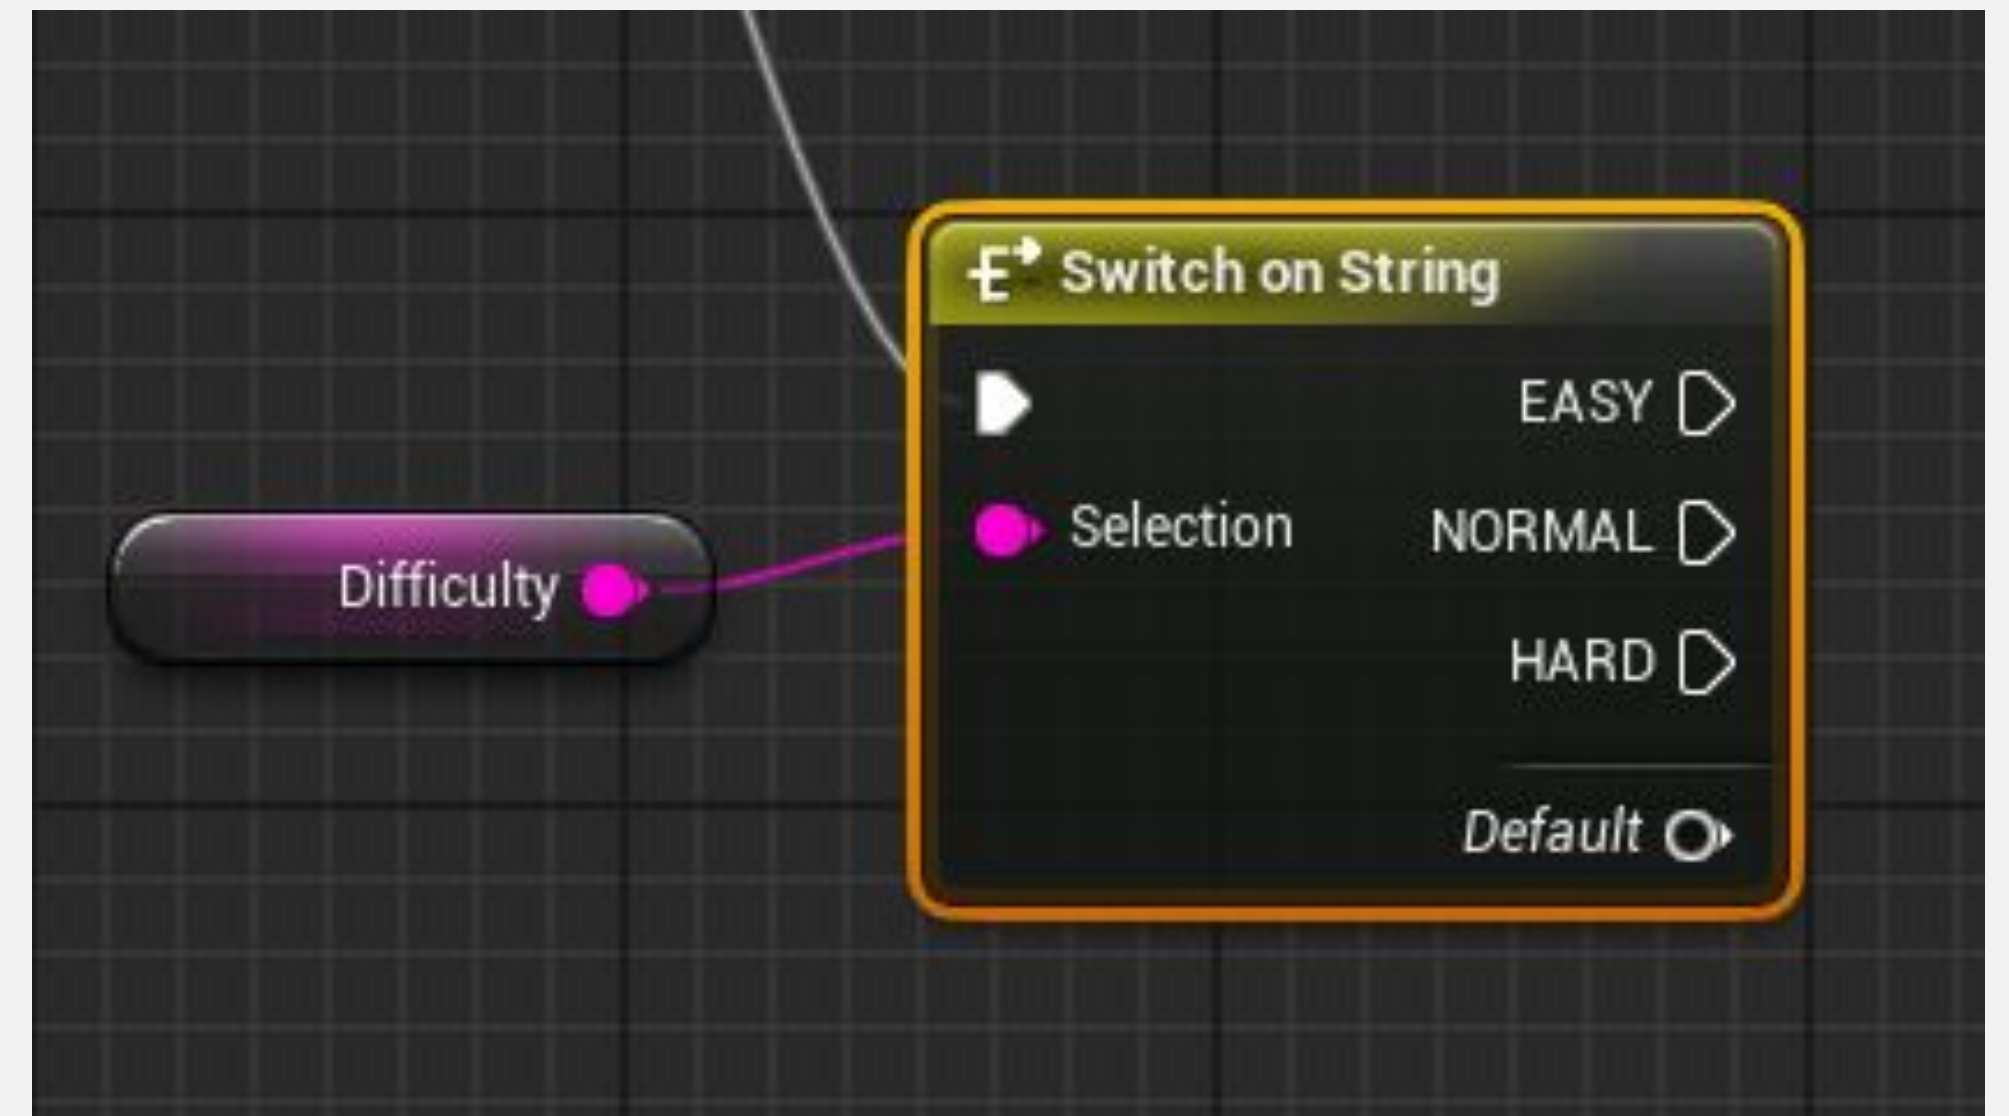 Switch on String
EASY
Selection
NORMAL
Difficulty
HARD
Default